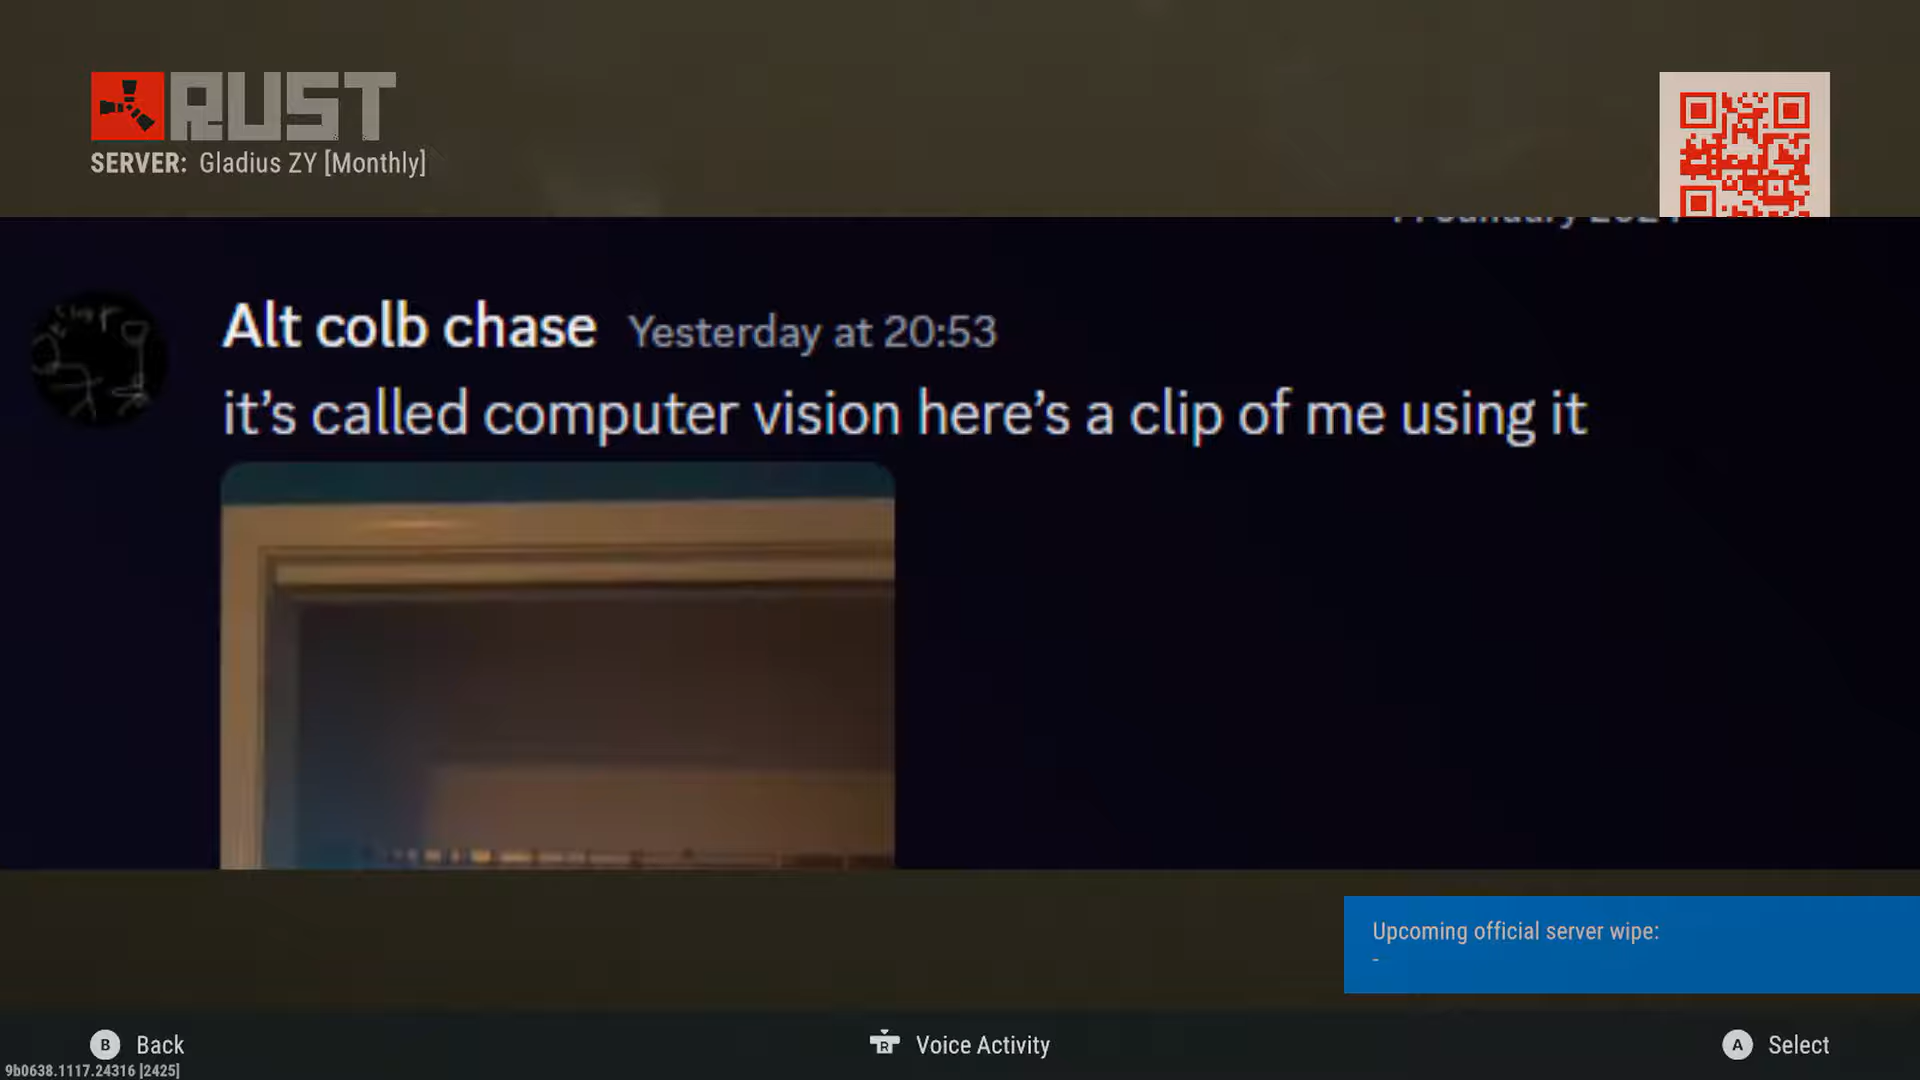 RUST
SERVER: Gladius ZY [Monthly]
Alt colb chase Yesterday at 20:53
it's called computer vision here's a clip of me using it
Upcoming official server wipe:
-
B Back
R Voice Activity
A Select
9b0638.1117.24316 [2425]